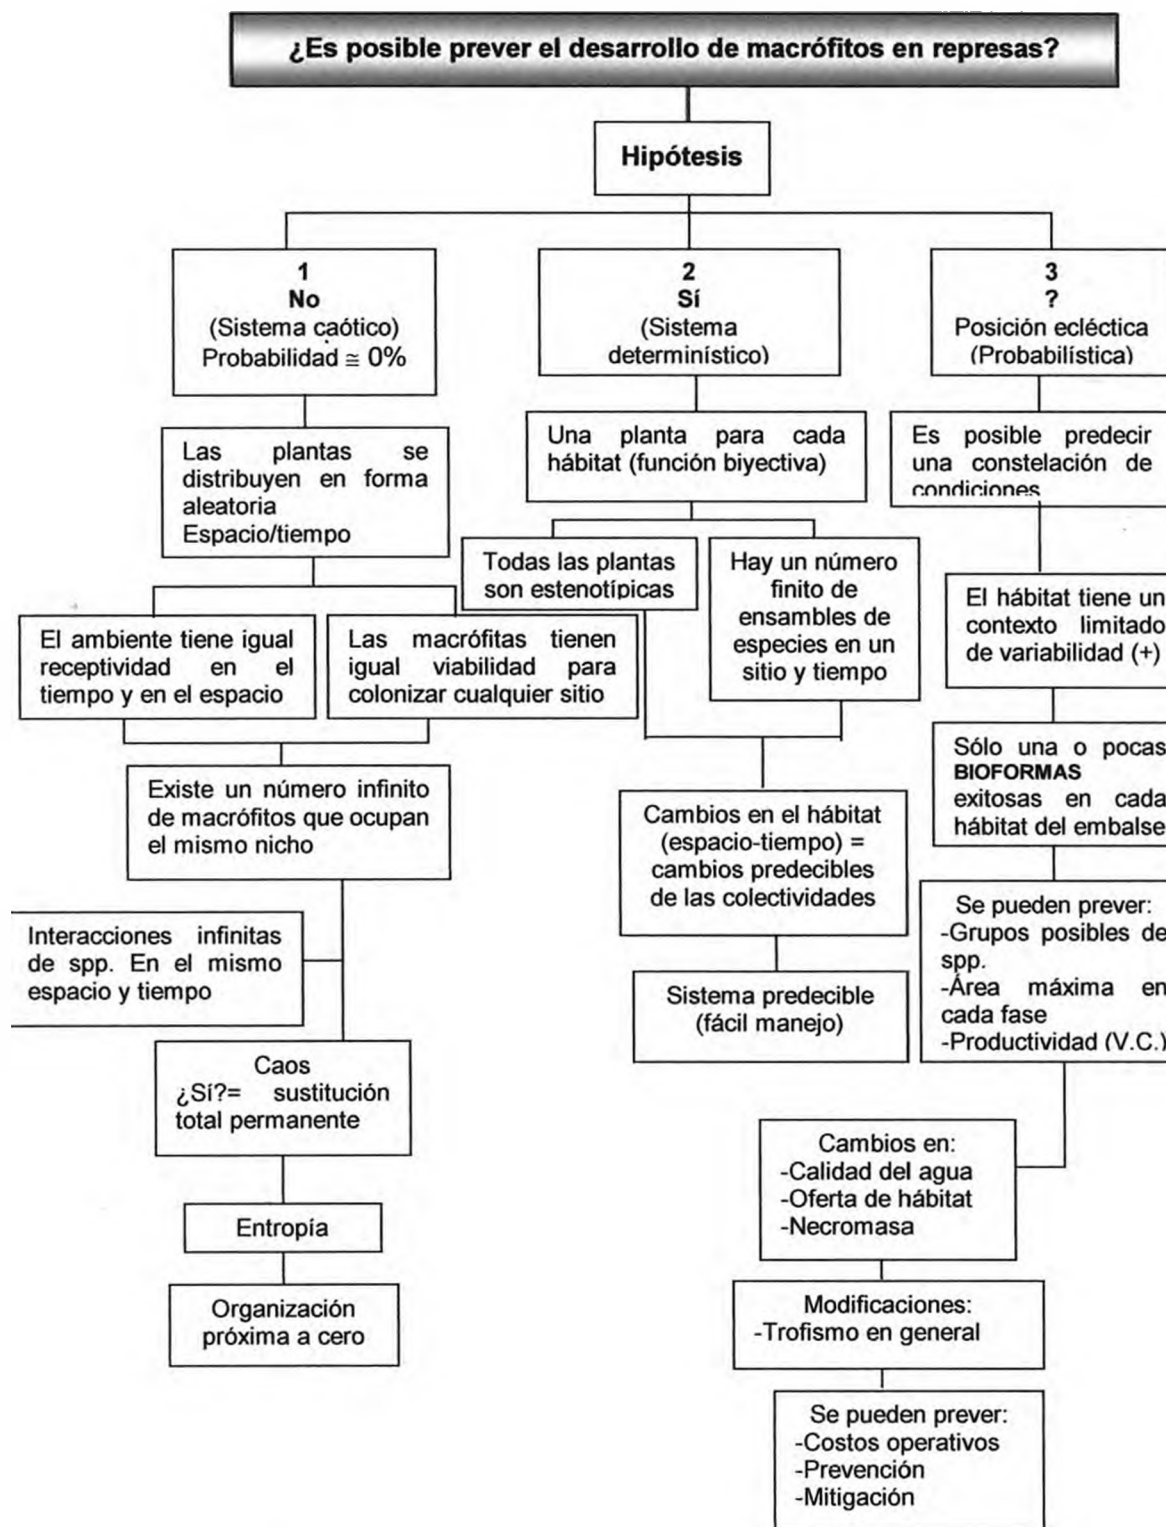 ¿Es posible prever el desarrollo de macrófitos en represas?
Hipótesis
1
No
(Sistema caótico)
Probabilidad ≅ 0%
Las plantas se
distribuyen en forma
aleatoria
Espacio/tiempo
El ambiente tiene igual
receptividad en el
tiempo y en el espacio
Las macrófitas tienen
igual viabilidad para
colonizar cualquier sitio
Existe un número infinito
de macrófitos que ocupan
el mismo nicho
Interacciones infinitas
de spp. En el mismo
espacio y tiempo
Caos
¿Sí?= sustitución
total permanente
Entropía
Organización
próxima a cero
2
Sí
(Sistema
determinístico)
Una planta para cada
hábitat (función biyectiva)
Todas las plantas
son estenotípicas
Hay un número
finito de
ensambles de
especies en un
sitio y tiempo
Cambios en el hábitat
(espacio-tiempo) =
cambios predecibles
de las colectividades
Sistema predecible
(fácil manejo)
3
?
Posición ecléctica
(Probabilística)
Es posible predecir
una constelación de
condiciones
El hábitat tiene un
contexto limitado
de variabilidad (+)
Sólo una o pocas
BIOFORMAS
exitosas en cada
hábitat del embalse
Se pueden prever:
-Grupos posibles de
spp.
-Área máxima en
cada fase
-Productividad (V.C.)
Cambios en:
-Calidad del agua
-Oferta de hábitat
-Necromasa
Modificaciones:
-Trofismo en general
Se pueden prever:
-Costos operativos
-Prevención
-Mitigación